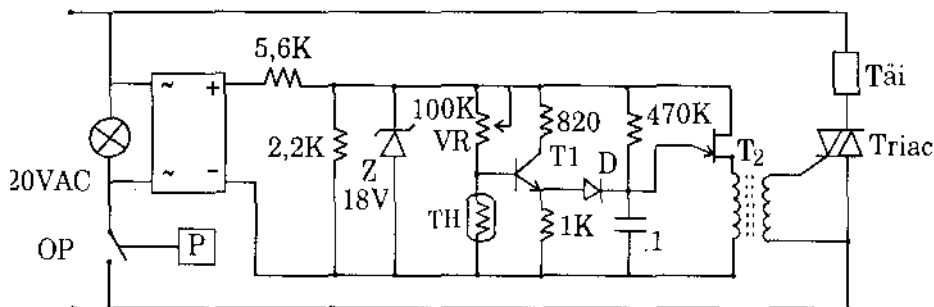 5,6K
Tải
~ +
100K
470K
820
VR
T1
D
T₂
Triac
2,2K
Z
18V
20VAC
~ -
TH
1K
.1
OP
P